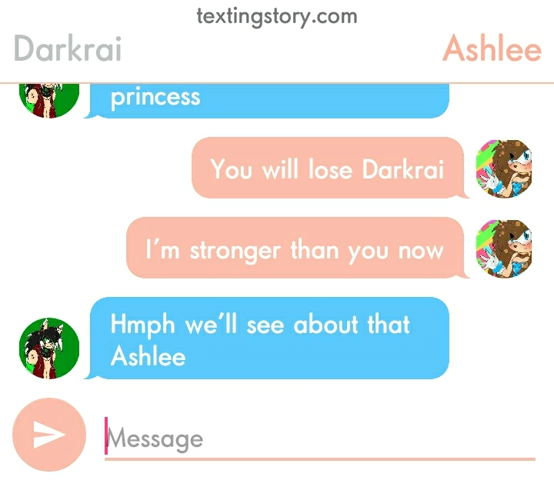 textingstory.com
Darkrai
Ashlee
princess
You will lose Darkrai
I'm stronger than you now
Hmph we'll see about that
Ashlee
Message